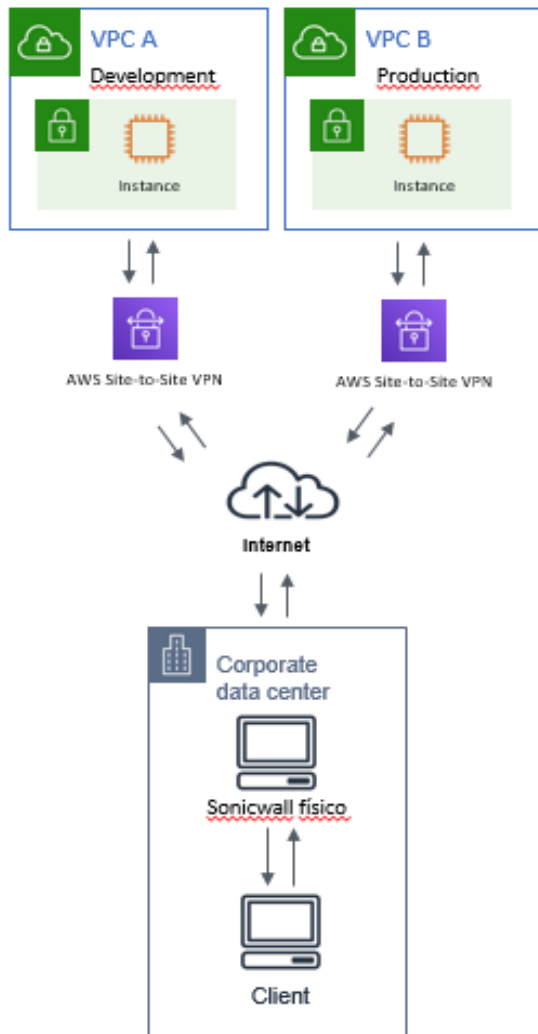 VPC A
Development
Instance
VPC B
Production
Instance
AWS Site-to-Site VPN
AWS Site-to-Site VPN
Internet
Corporate
data center
Sonicwall físico
Client